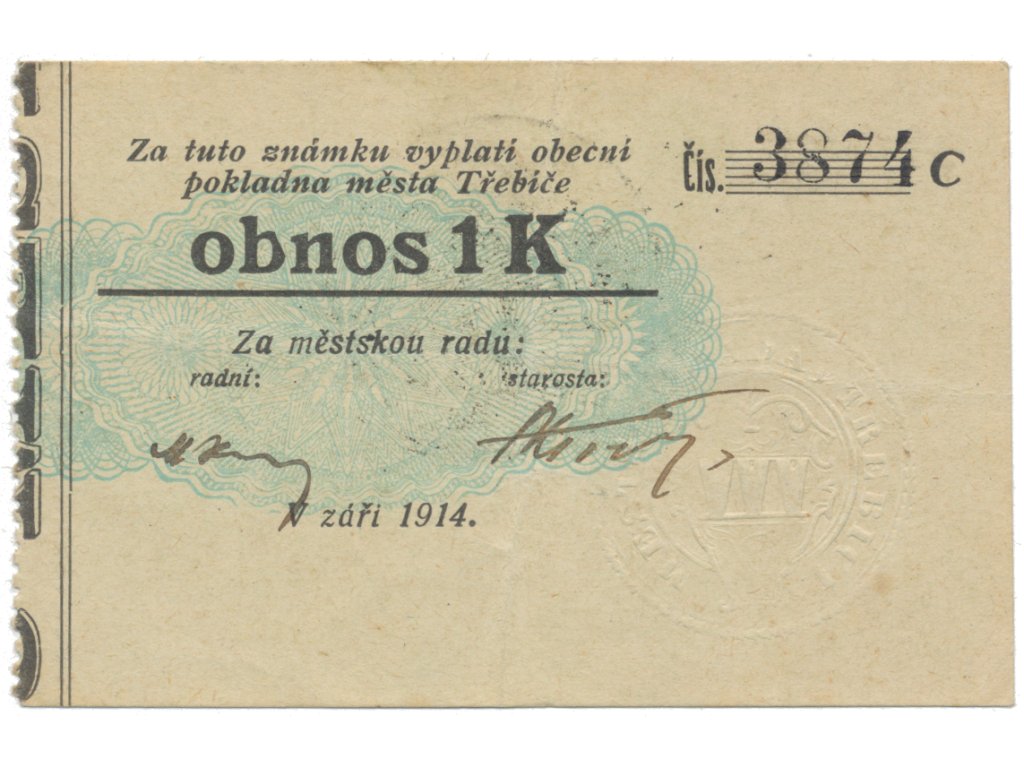 Za tuto známku vyplatí obecní
pokladna města Třebíče
Čís. 3874 C
obnos 1 K
Za městskou radu:
radní:
starosta:
V září 1914.